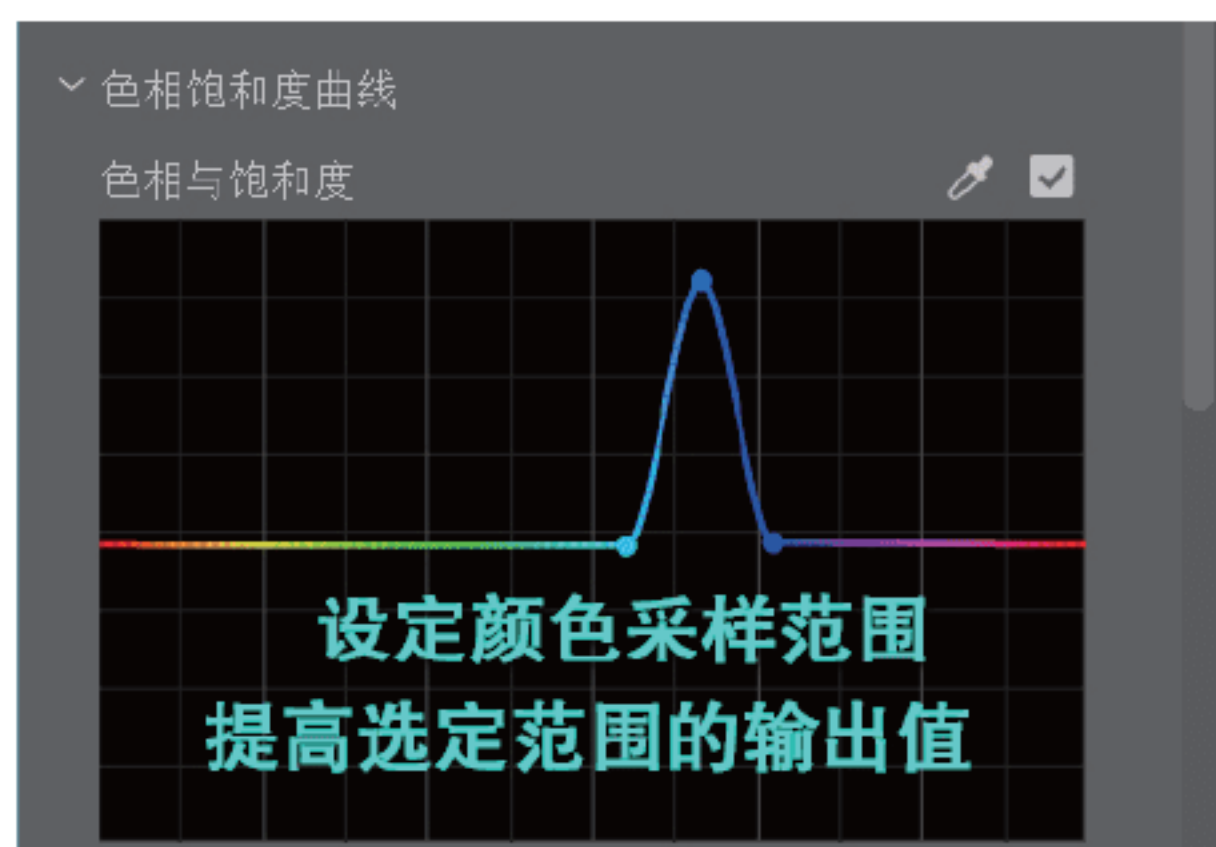 色相饱和度曲线
色相与饱和度
设定颜色采样范围
提高选定范围的输出值